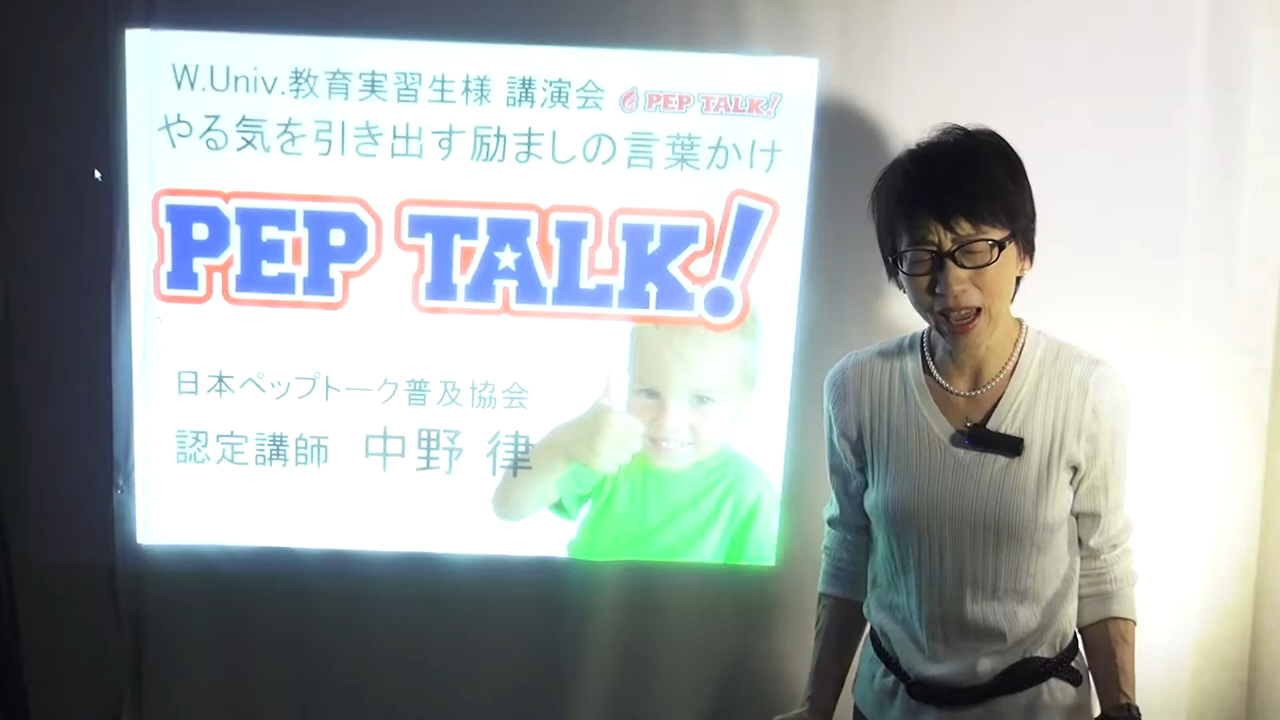 W.Univ.教育実習生様 講演会 PEP TALK!
やる気を引き出す励ましの言葉かけ
PEP TALK!
日本ペップトーク普及協会
認定講師 中野 律